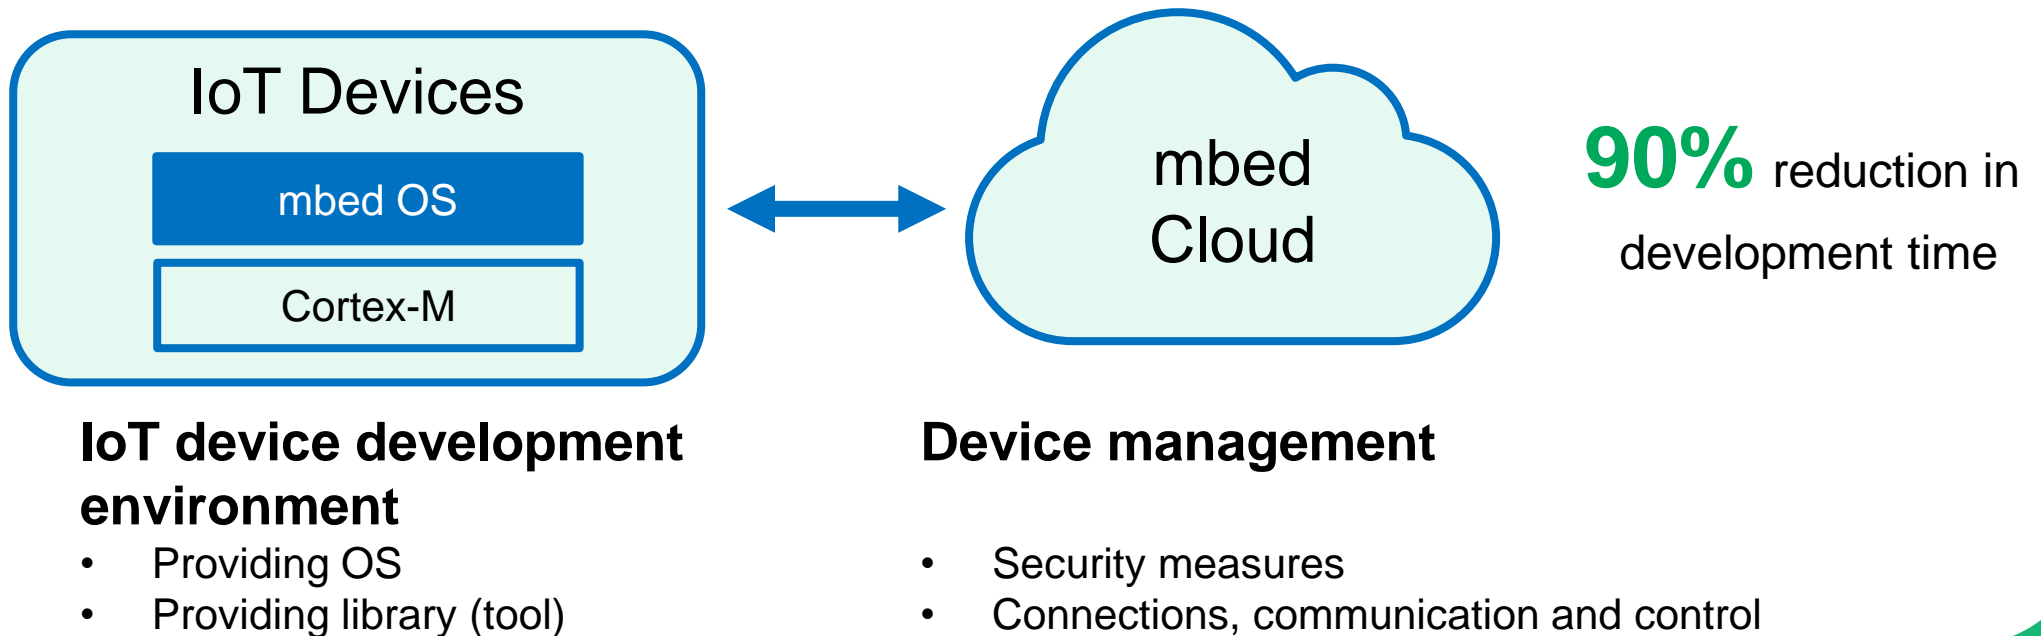 IoT Devices
mbed OS
Cortex-M
mbed
Cloud
90% reduction in
development time
IoT device development
environment
• Providing OS
• Providing library (tool)
Device management
• Security measures
• Connections, communication and control